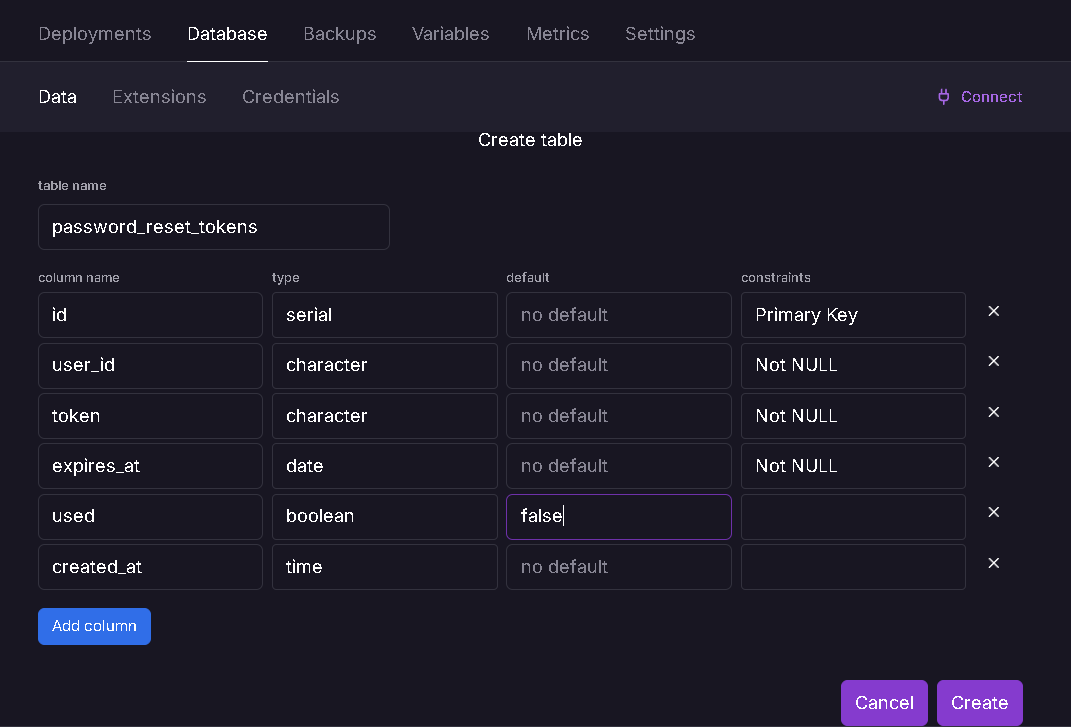 Deployments Database Backups Variables Metrics Settings
Data Extensions Credentials Connect
Create table
table name
password_reset_tokens
column name type default constraints
id serial no default Primary Key
user_id character no default Not NULL
token character no default Not NULL
expires_at date no default Not NULL
used boolean false
created_at time no default
Add column
Cancel Create